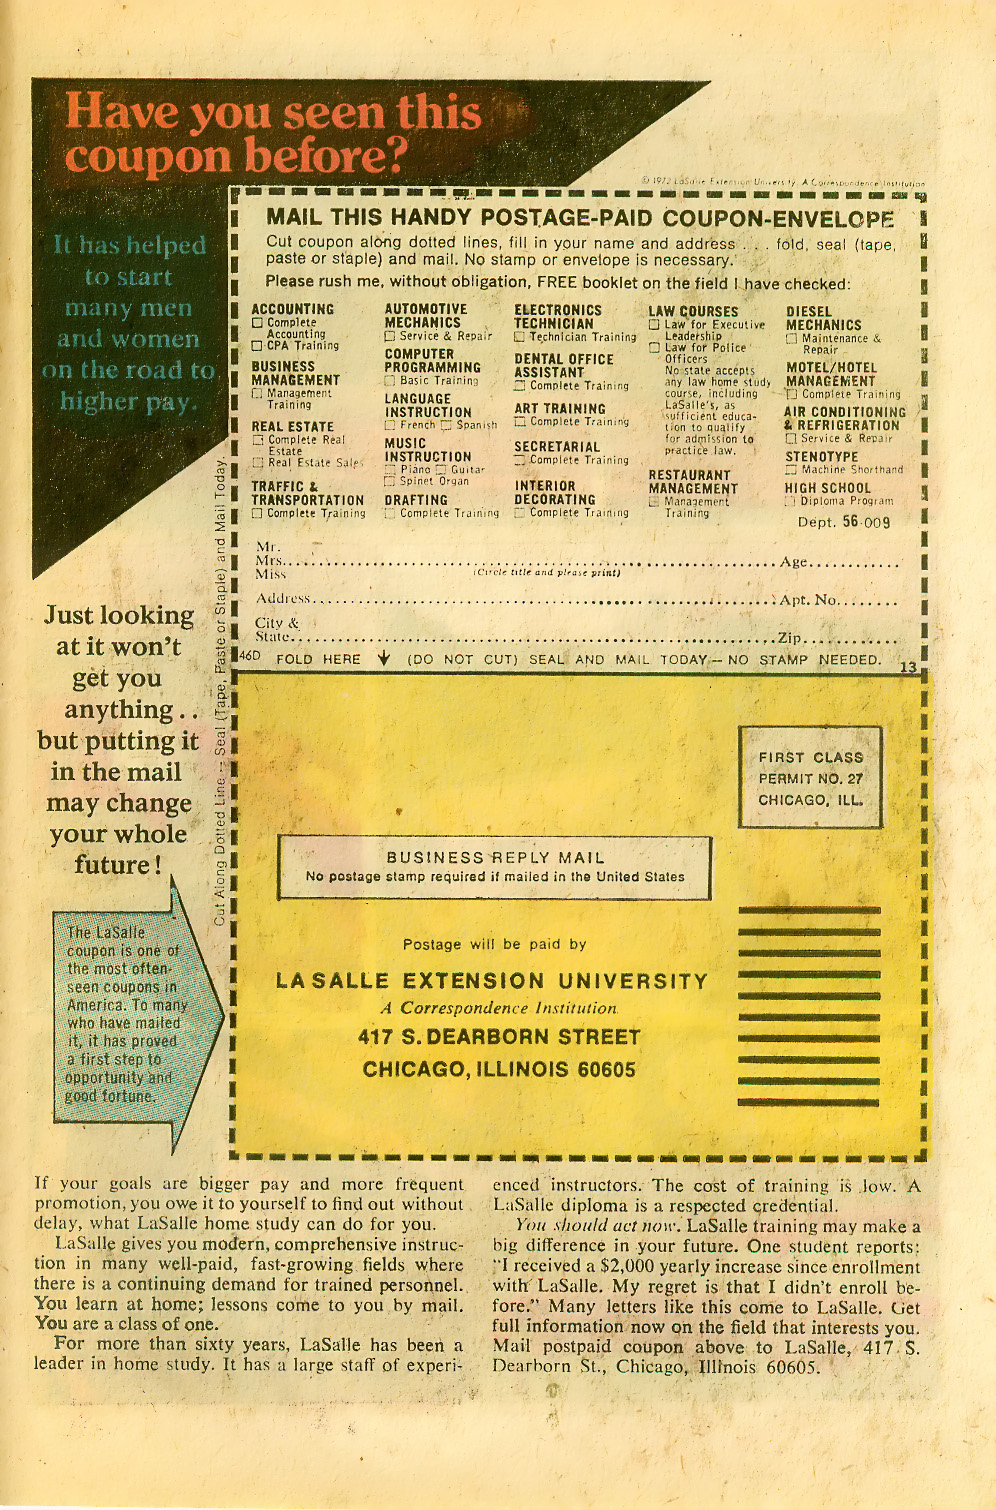 Have you seen this
coupon before?
It has helped
to start
many men
and women
on the road to
higher pay.
Just looking
at it won't
get you
anything . .
but putting it
in the mail
may change
your whole
future!
The LaSalle
coupon is one of
the most often-
seen coupons in
America. To many
who have mailed
it, it has proved
a first step to
opportunity and
good fortune.
© 1972 LaSalle Extension University A Correspondence Institution
MAIL THIS HANDY POSTAGE-PAID COUPON-ENVELOPE
Cut coupon along dotted lines, fill in your name and address . . . fold, seal (tape,
paste or staple) and mail. No stamp or envelope is necessary.
Please rush me, without obligation, FREE booklet on the field I have checked:
ACCOUNTING
☐ Complete
Accounting
☐ CPA Training
BUSINESS
MANAGEMENT
☐ Management
Training
REAL ESTATE
☐ Complete Real
Estate
☐ Real Estate Sales
TRAFFIC &
TRANSPORTATION
☐ Complete Training
AUTOMOTIVE
MECHANICS
☐ Service & Repair
COMPUTER
PROGRAMMING
☐ Basic Training
LANGUAGE
INSTRUCTION
☐ French ☐ Spanish
MUSIC
INSTRUCTION
☐ Piano ☐ Guitar
☐ Spinet Organ
DRAFTING
☐ Complete Training
ELECTRONICS
TECHNICIAN
☐ Technician Training
DENTAL OFFICE
ASSISTANT
☐ Complete Training
ART TRAINING
☐ Complete Training
SECRETARIAL
☐ Complete Training
INTERIOR
DECORATING
☐ Complete Training
LAW COURSES
☐ Law for Executive
Leadership
☐ Law for Police
Officers
No state accepts
any law home study
course, including
LaSalle's, as
sufficient educa-
tion to qualify
for admission to
practice law.
RESTAURANT
MANAGEMENT
☐ Management
Training
DIESEL
MECHANICS
☐ Maintenance &
Repair
MOTEL/HOTEL
MANAGEMENT
☐ Complete Training
AIR CONDITIONING
& REFRIGERATION
☐ Service & Repair
STENOTYPE
☐ Machine Shorthand
HIGH SCHOOL
☐ Diploma Program
Dept. 56-009
Mr.
Mrs. Age
Miss (Circle title and please print)
Address Apt. No.
City &
State Zip
46D FOLD HERE ↓ (DO NOT CUT) SEAL AND MAIL TODAY — NO STAMP NEEDED. 13
Cut Along Dotted Line — Seal (Tape, Paste or Staple) and Mail Today.
FIRST CLASS
PERMIT NO. 27
CHICAGO, ILL.
BUSINESS REPLY MAIL
No postage stamp required if mailed in the United States
Postage will be paid by
LA SALLE EXTENSION UNIVERSITY
A Correspondence Institution
417 S. DEARBORN STREET
CHICAGO, ILLINOIS 60605
If your goals are bigger pay and more frequent
promotion, you owe it to yourself to find out without
delay, what LaSalle home study can do for you.
LaSalle gives you modern, comprehensive instruc-
tion in many well-paid, fast-growing fields where
there is a continuing demand for trained personnel.
You learn at home; lessons come to you by mail.
You are a class of one.
For more than sixty years, LaSalle has been a
leader in home study. It has a large staff of experi-
enced instructors. The cost of training is low. A
LaSalle diploma is a respected credential.
You should act now. LaSalle training may make a
big difference in your future. One student reports:
"I received a $2,000 yearly increase since enrollment
with LaSalle. My regret is that I didn't enroll be-
fore." Many letters like this come to LaSalle. Get
full information now on the field that interests you.
Mail postpaid coupon above to LaSalle, 417 S.
Dearborn St., Chicago, Illinois 60605.